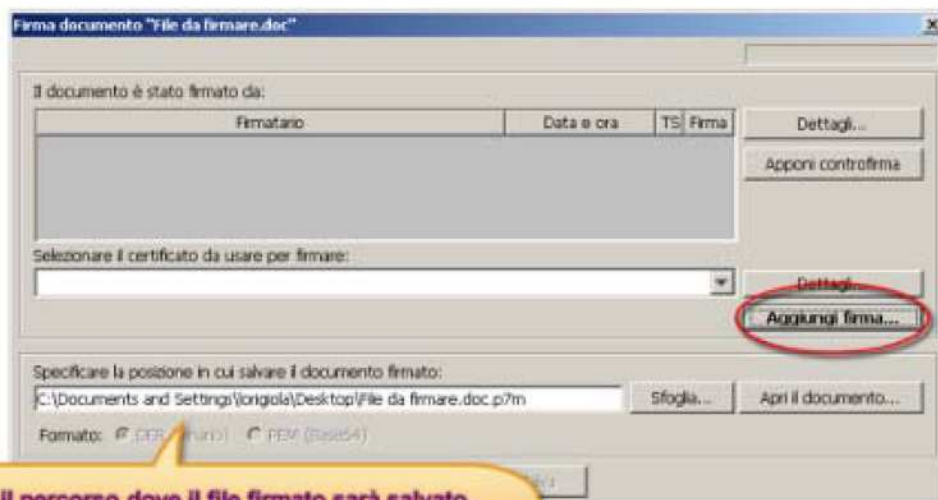 Firma documento "File da firmare.doc"
Il documento è stato firmato da:
Firmatario Data e ora TS Firma
Dettagli...
Apponi controfirma
Selezionare il certificato da usare per firmare:
Dettagli...
Aggiungi firma...
Specificare la posizione in cui salvare il documento firmato:
C:\Documents and Settings\lorigiola\Desktop\File da firmare.doc.p7m
Sfoglia...
Apri il documento...
Formato: DER PEM (Base64)
il percorso dove il file firmato sarà salvato